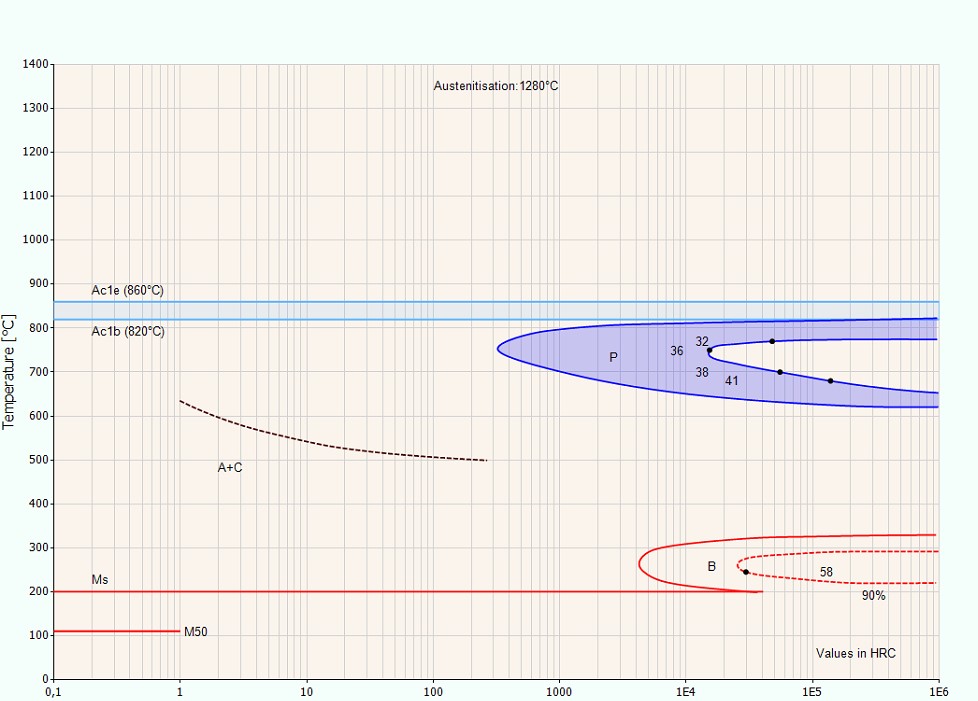 1400
Austenitisation:1280°C
1300
1200
1100
1000
900
Ac1e (860°C)
800
Ac1b (820°C)
32
36
P
700
38
41
Temperature [°C]
600
500
A+C
400
300
B
58
Ms
90%
200
M50
100
Values in HRC
0
0,1
1
10
100
1000
1E4
1E5
1E6